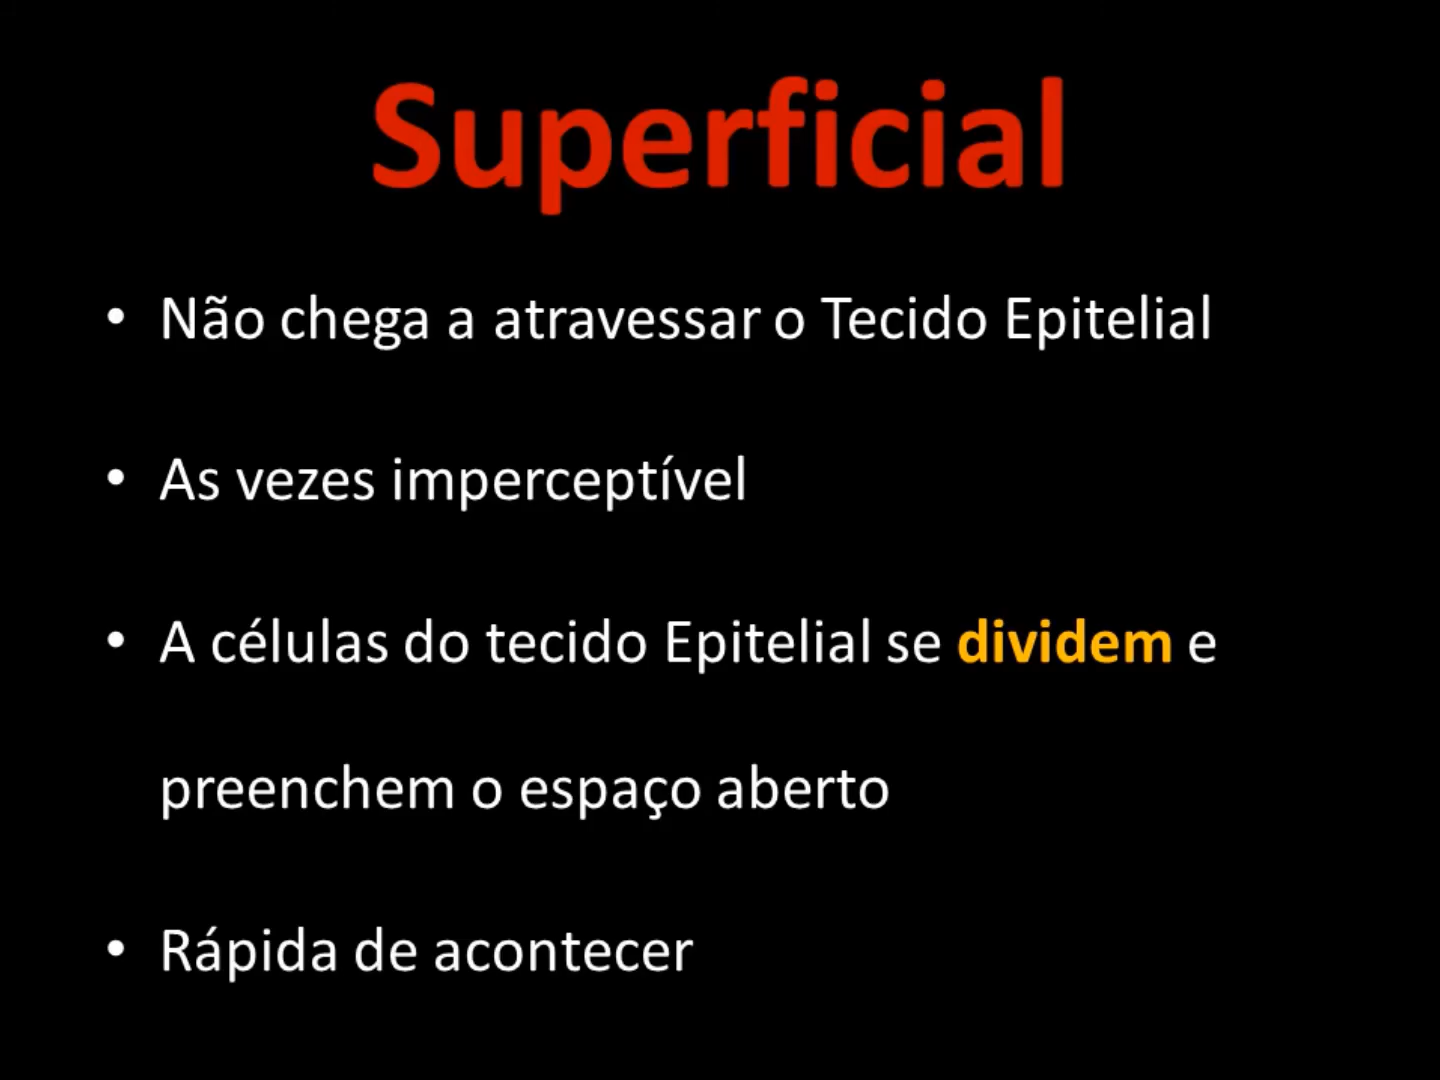 Superficial
• Não chega a atravessar o Tecido Epitelial
• As vezes imperceptível
• A células do tecido Epitelial se dividem e
preenchem o espaço aberto
• Rápida de acontecer